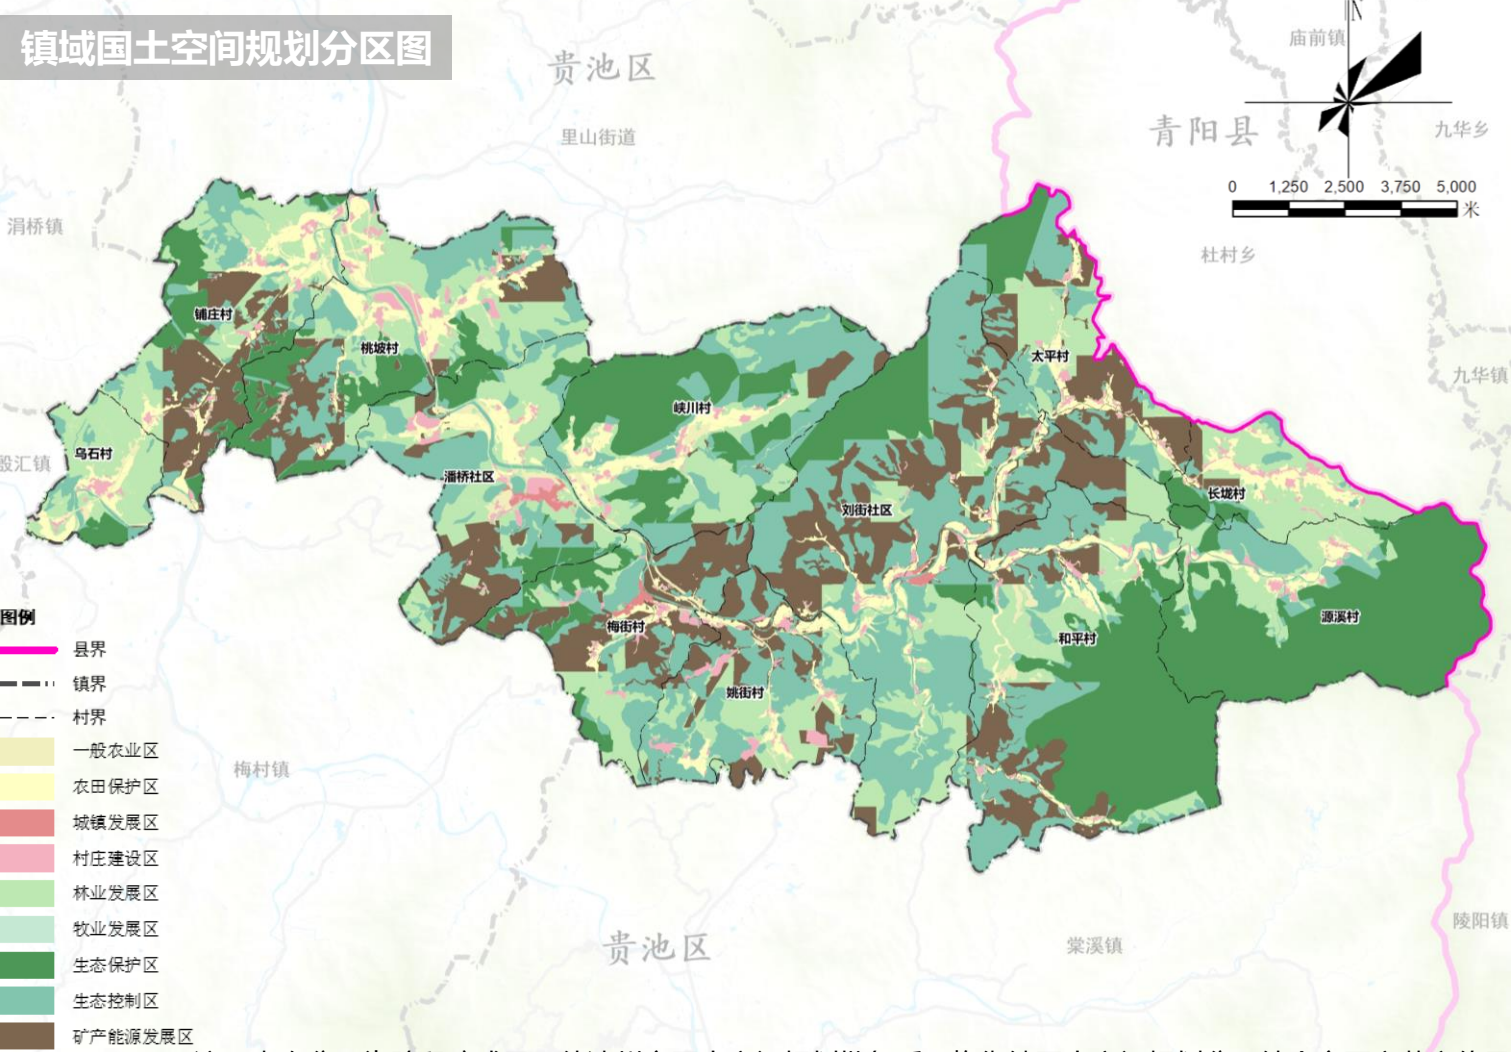 镇域国土空间规划分区图
N
庙前镇
贵池区
青阳县
九华乡
里山街道
0 1,250 2,500 3,750 5,000
米
涓桥镇
杜村乡
铺庄村
桃坡村
太平村
九华镇
峡川村
乌石村
殷汇镇
潘桥社区
长垅村
刘街社区
源溪村
梅街村
和平村
姚街村
图例
县界
镇界
村界
一般农业区
农田保护区
城镇发展区
村庄建设区
林业发展区
牧业发展区
生态保护区
生态控制区
矿产能源发展区
梅村镇
贵池区
棠溪镇
陵阳镇